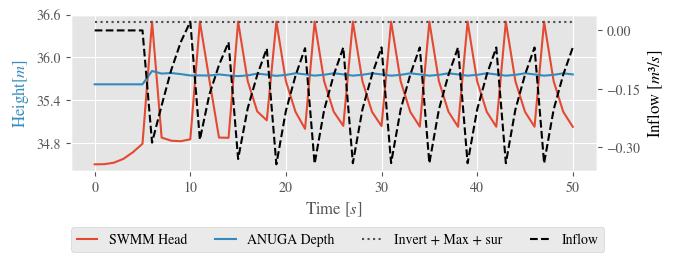 36.6
36.0
35.4
34.8
Height[m]
0.00
−0.15
−0.30
Inflow [m³/s]
0
10
20
30
40
50
Time [s]
SWMM Head
ANUGA Depth
Invert + Max + sur
Inflow